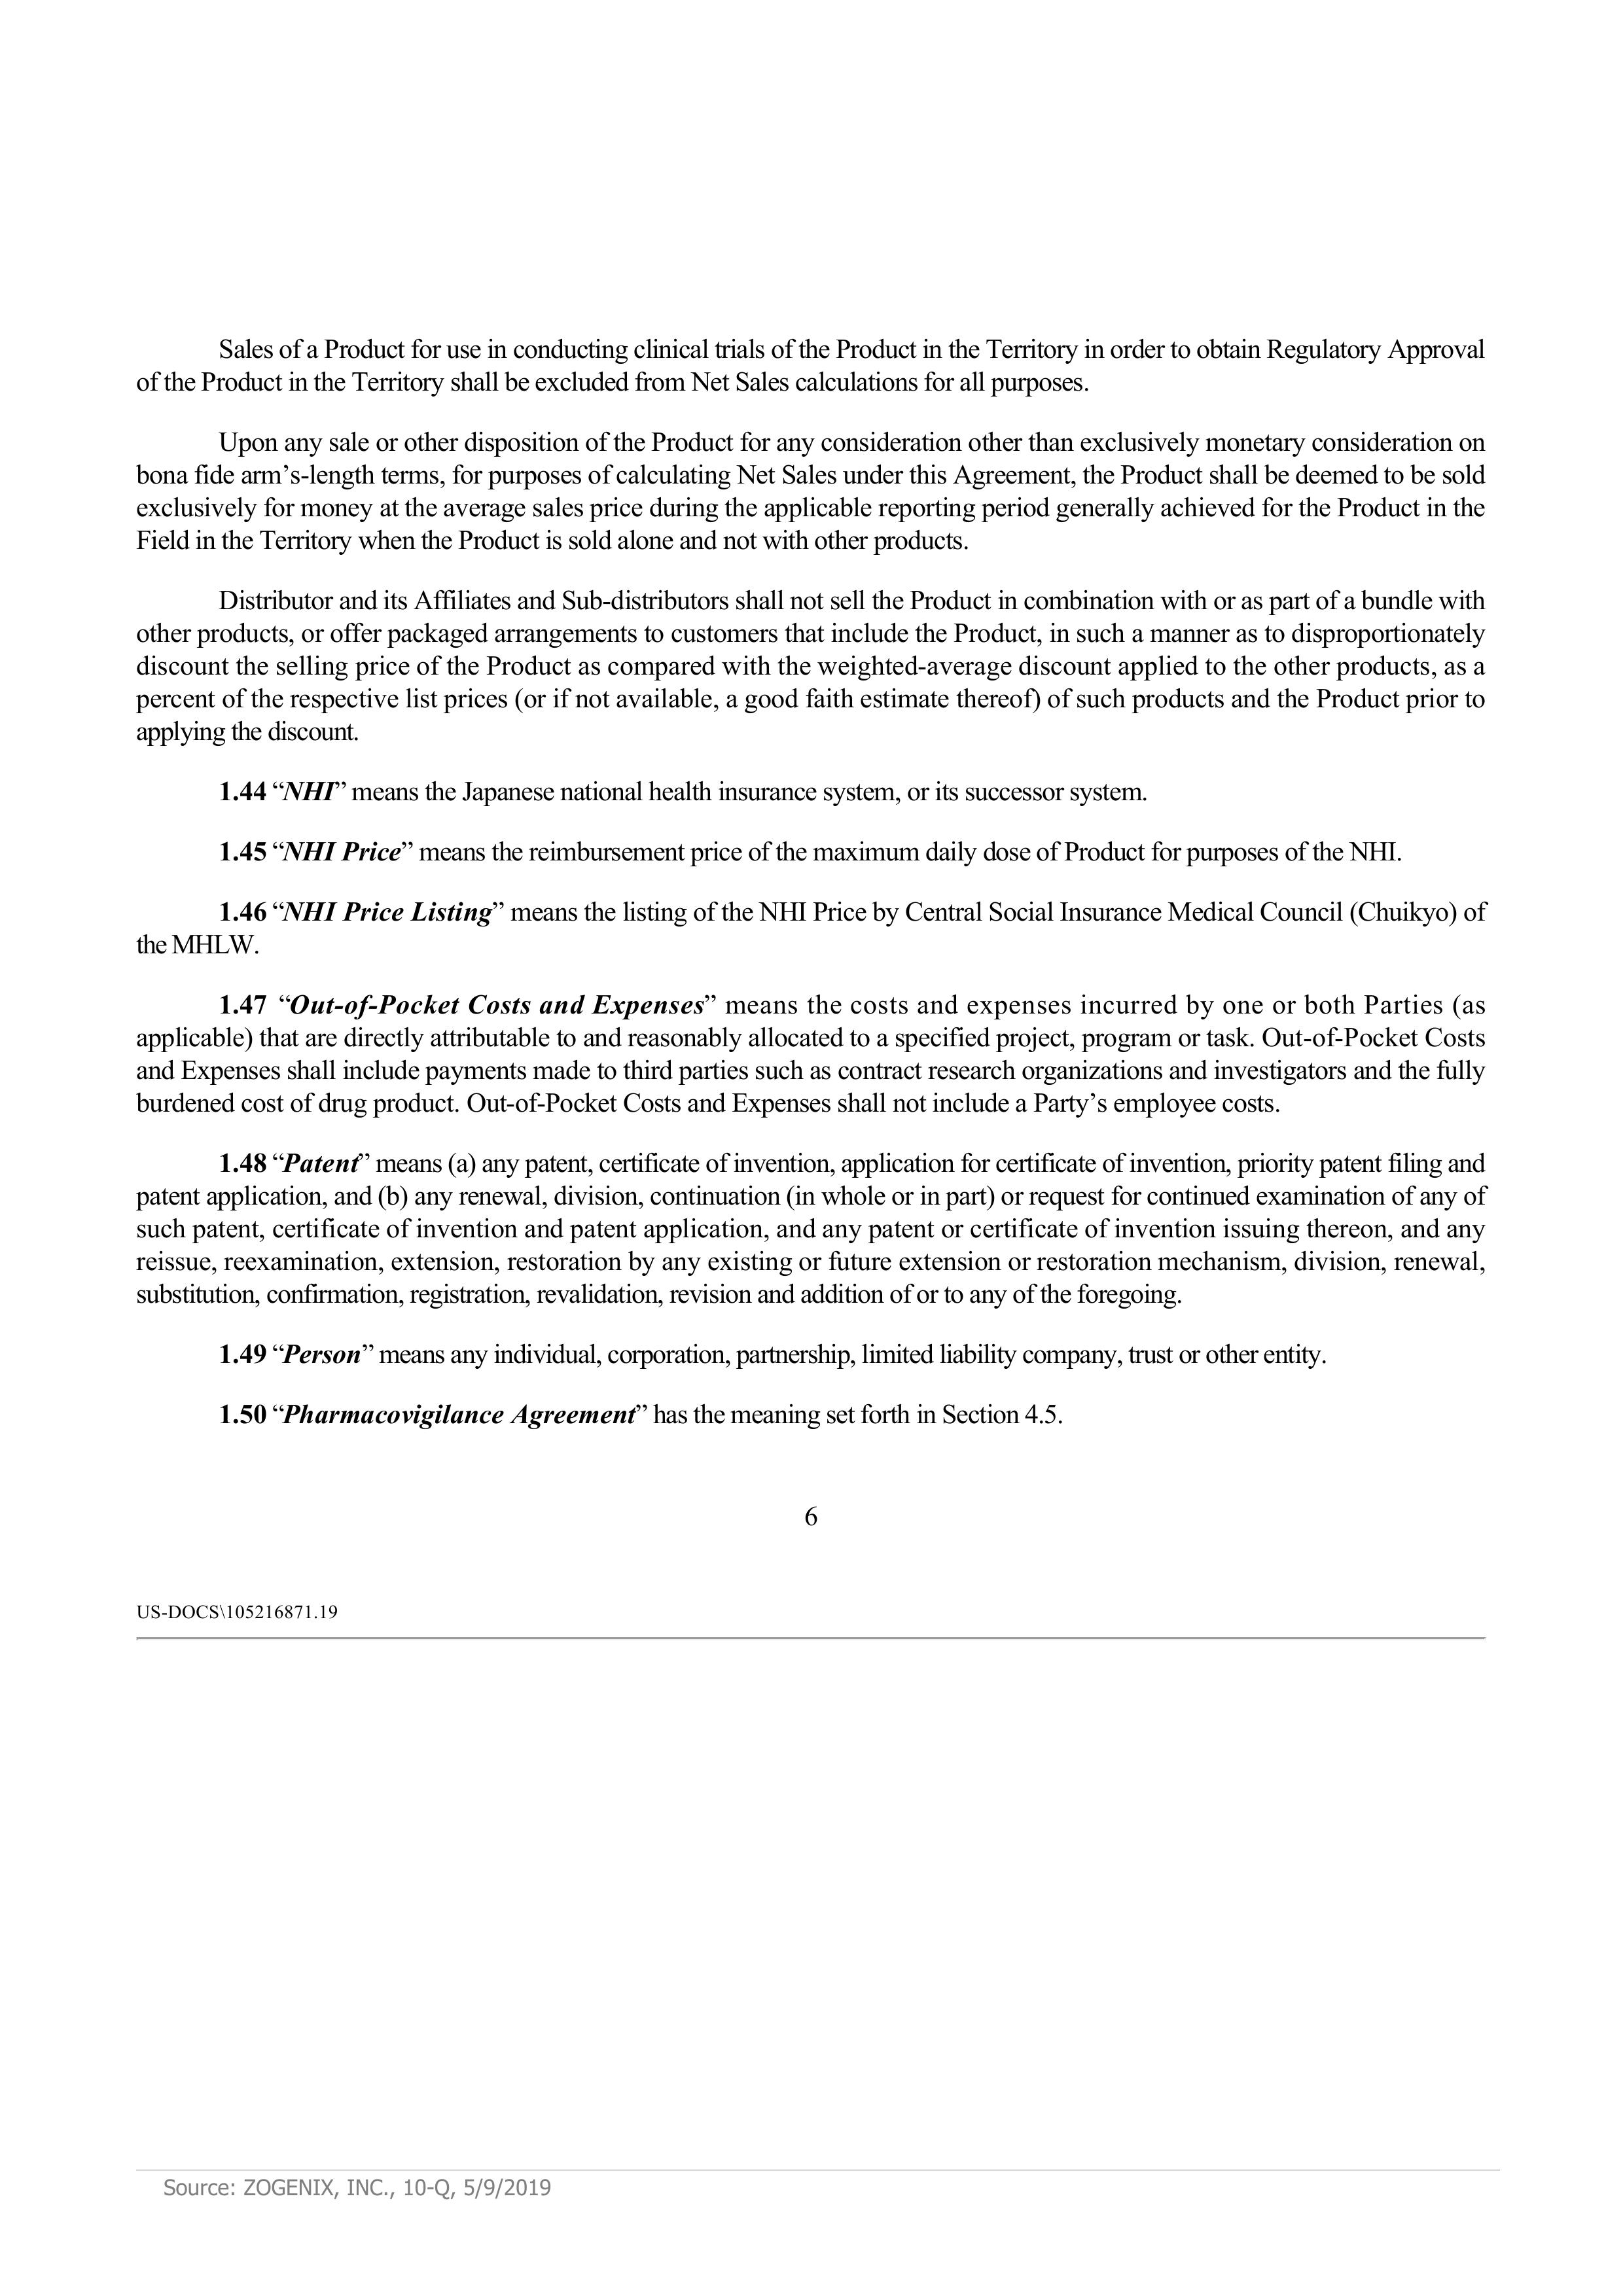 Sales of a Product for use in conducting clinical trials of the Product in the Territory in order to obtain Regulatory Approval
of the Product in the Territory shall be excluded from Net Sales calculations for all purposes.
Upon any sale or other disposition of the Product for any consideration other than exclusively monetary consideration on
bona fide arm’s-length terms, for purposes of calculating Net Sales under this Agreement, the Product shall be deemed to be sold
exclusively for money at the average sales price during the applicable reporting period generally achieved for the Product in the
Field in the Territory when the Product is sold alone and not with other products.
Distributor and its Affiliates and Sub-distributors shall not sell the Product in combination with or as part of a bundle with
other products, or offer packaged arrangements to customers that include the Product, in such a manner as to disproportionately
discount the selling price of the Product as compared with the weighted-average discount applied to the other products, as a
percent of the respective list prices (or if not available, a good faith estimate thereof) of such products and the Product prior to
applying the discount.
1.44 “NHI” means the Japanese national health insurance system, or its successor system.
1.45 “NHI Price” means the reimbursement price of the maximum daily dose of Product for purposes of the NHI.
1.46 “NHI Price Listing” means the listing of the NHI Price by Central Social Insurance Medical Council (Chuikyo) of
the MHLW.
1.47 “Out-of-Pocket Costs and Expenses” means the costs and expenses incurred by one or both Parties (as
applicable) that are directly attributable to and reasonably allocated to a specified project, program or task. Out-of-Pocket Costs
and Expenses shall include payments made to third parties such as contract research organizations and investigators and the fully
burdened cost of drug product. Out-of-Pocket Costs and Expenses shall not include a Party’s employee costs.
1.48 “Patent” means (a) any patent, certificate of invention, application for certificate of invention, priority patent filing and
patent application, and (b) any renewal, division, continuation (in whole or in part) or request for continued examination of any of
such patent, certificate of invention and patent application, and any patent or certificate of invention issuing thereon, and any
reissue, reexamination, extension, restoration by any existing or future extension or restoration mechanism, division, renewal,
substitution, confirmation, registration, revalidation, revision and addition of or to any of the foregoing.
1.49 “Person” means any individual, corporation, partnership, limited liability company, trust or other entity.
1.50 “Pharmacovigilance Agreement” has the meaning set forth in Section 4.5.
6
US-DOCS\105216871.19
Source: ZOGENIX, INC., 10-Q, 5/9/2019